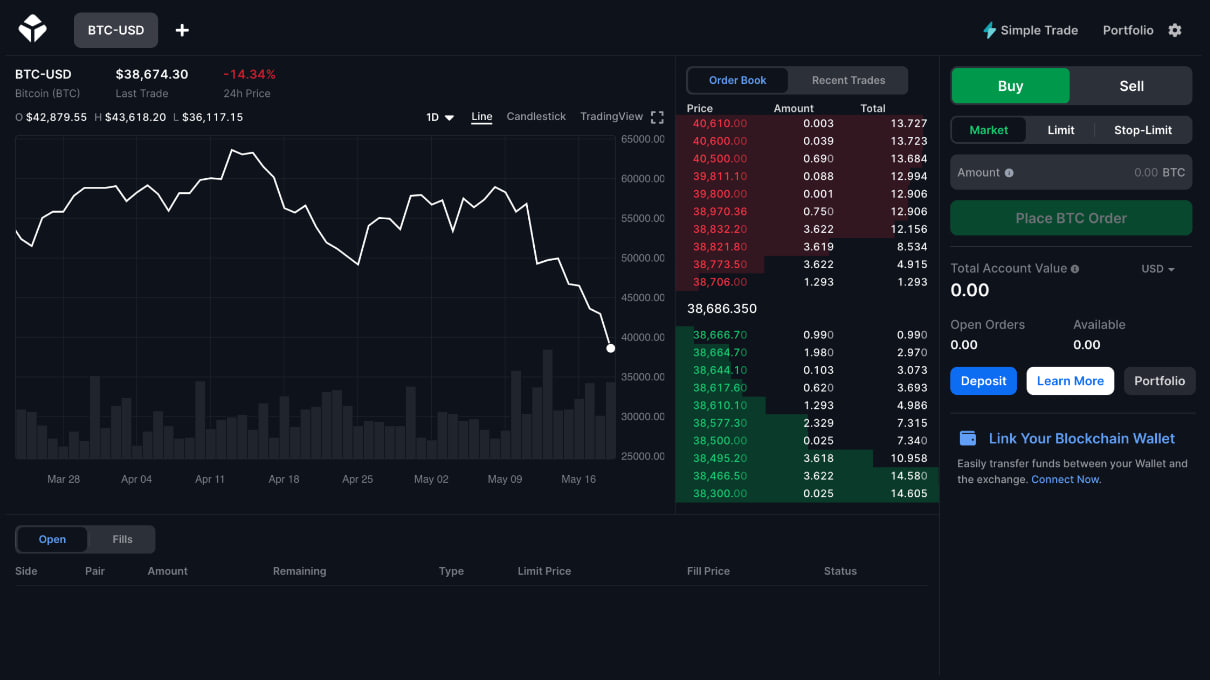 BTC-USD +
Simple Trade Portfolio
BTC-USD $38,674.30 -14.34%
Bitcoin (BTC) Last Trade 24h Price
O $42,879.55 H $43,618.20 L $36,117.15
1D Line Candlestick TradingView
65000.00
60000.00
55000.00
50000.00
45000.00
40000.00
35000.00
30000.00
25000.00
Mar 28 Apr 04 Apr 11 Apr 18 Apr 25 May 02 May 09 May 16
Order Book Recent Trades
Price Amount Total
40,610.00 0.003 13.727
40,600.00 0.039 13.723
40,500.00 0.690 13.684
39,811.10 0.088 12.994
39,800.00 0.001 12.906
38,970.36 0.750 12.906
38,832.20 3.622 12.156
38,821.80 3.619 8.534
38,773.50 3.622 4.915
38,706.00 1.293 1.293
38,686.350
38,666.70 0.990 0.990
38,664.70 1.980 2.970
38,644.10 0.103 3.073
38,617.60 0.620 3.693
38,610.10 1.293 4.986
38,577.30 2.329 7.315
38,500.00 0.025 7.340
38,495.20 3.618 10.958
38,466.50 3.622 14.580
38,300.00 0.025 14.605
Buy Sell
Market Limit Stop-Limit
Amount 0.00 BTC
Place BTC Order
Total Account Value USD
0.00
Open Orders Available
0.00 0.00
Deposit Learn More Portfolio
Link Your Blockchain Wallet
Easily transfer funds between your Wallet and
the exchange. Connect Now.
Open Fills
Side Pair Amount Remaining Type Limit Price Fill Price Status